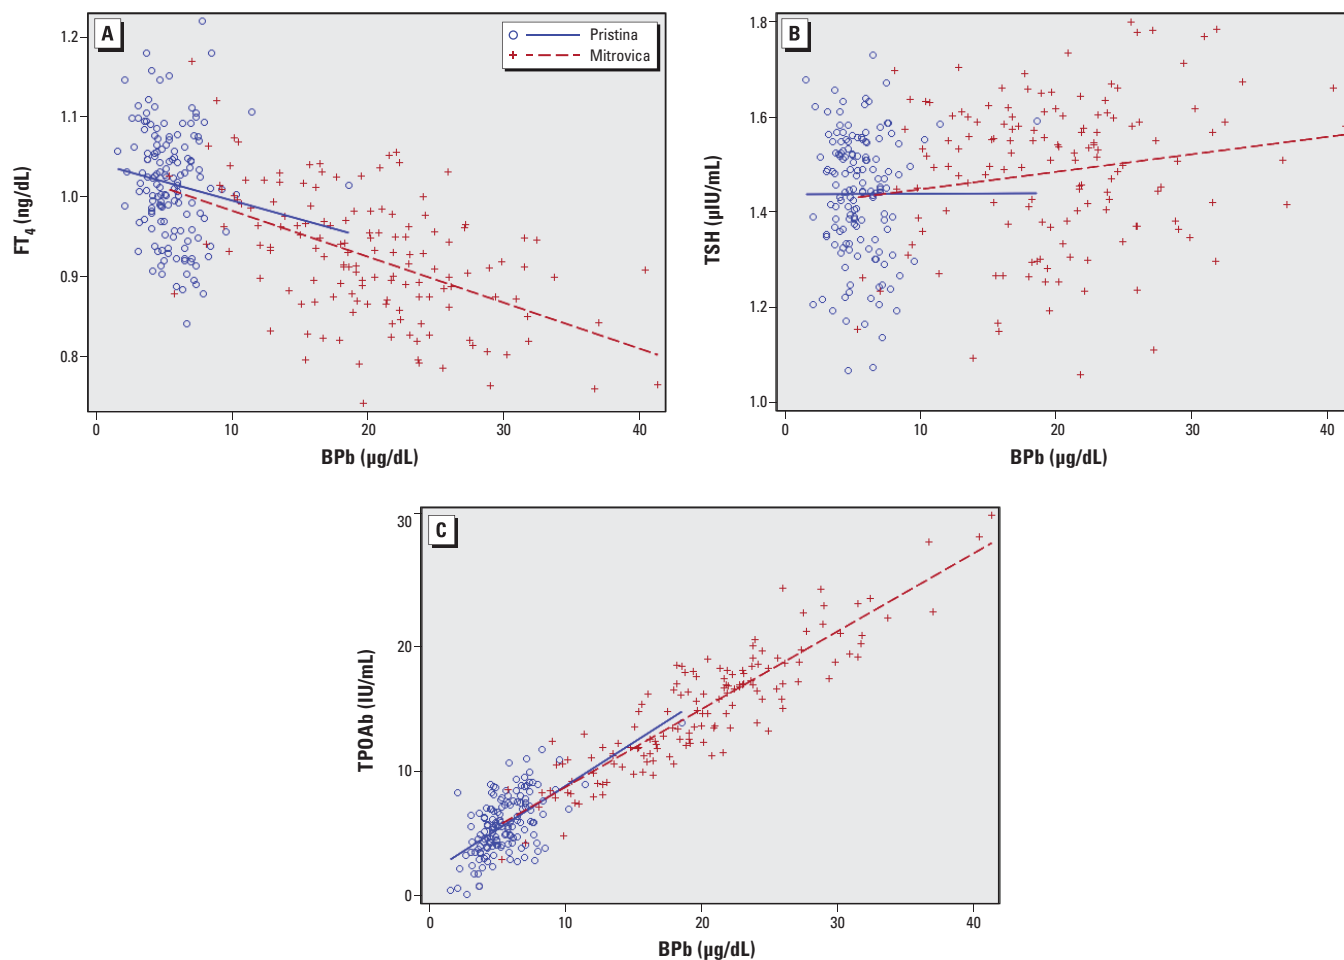 A
Pristina
Mitrovica
1.2
1.1
1.0
0.9
0.8
FT4 (ng/dL)
0 10 20 30 40
BPb (μg/dL)
B
1.8
1.6
1.4
1.2
1.0
TSH (μIU/mL)
0 10 20 30 40
BPb (μg/dL)
C
30
20
10
0
TPOAb (IU/mL)
0 10 20 30 40
BPb (μg/dL)